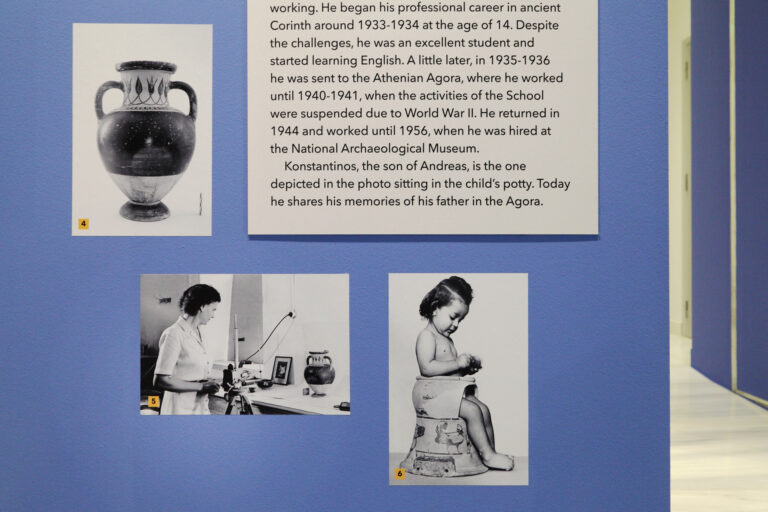 working. He began his professional career in ancient
Corinth around 1933-1934 at the age of 14. Despite
the challenges, he was an excellent student and
started learning English. A little later, in 1935-1936
he was sent to the Athenian Agora, where he worked
until 1940-1941, when the activities of the School
were suspended due to World War II. He returned in
1944 and worked until 1956, when he was hired at
the National Archaeological Museum.
Konstantinos, the son of Andreas, is the one
depicted in the photo sitting in the child's potty. Today
he shares his memories of his father in the Agora.
4
5
6